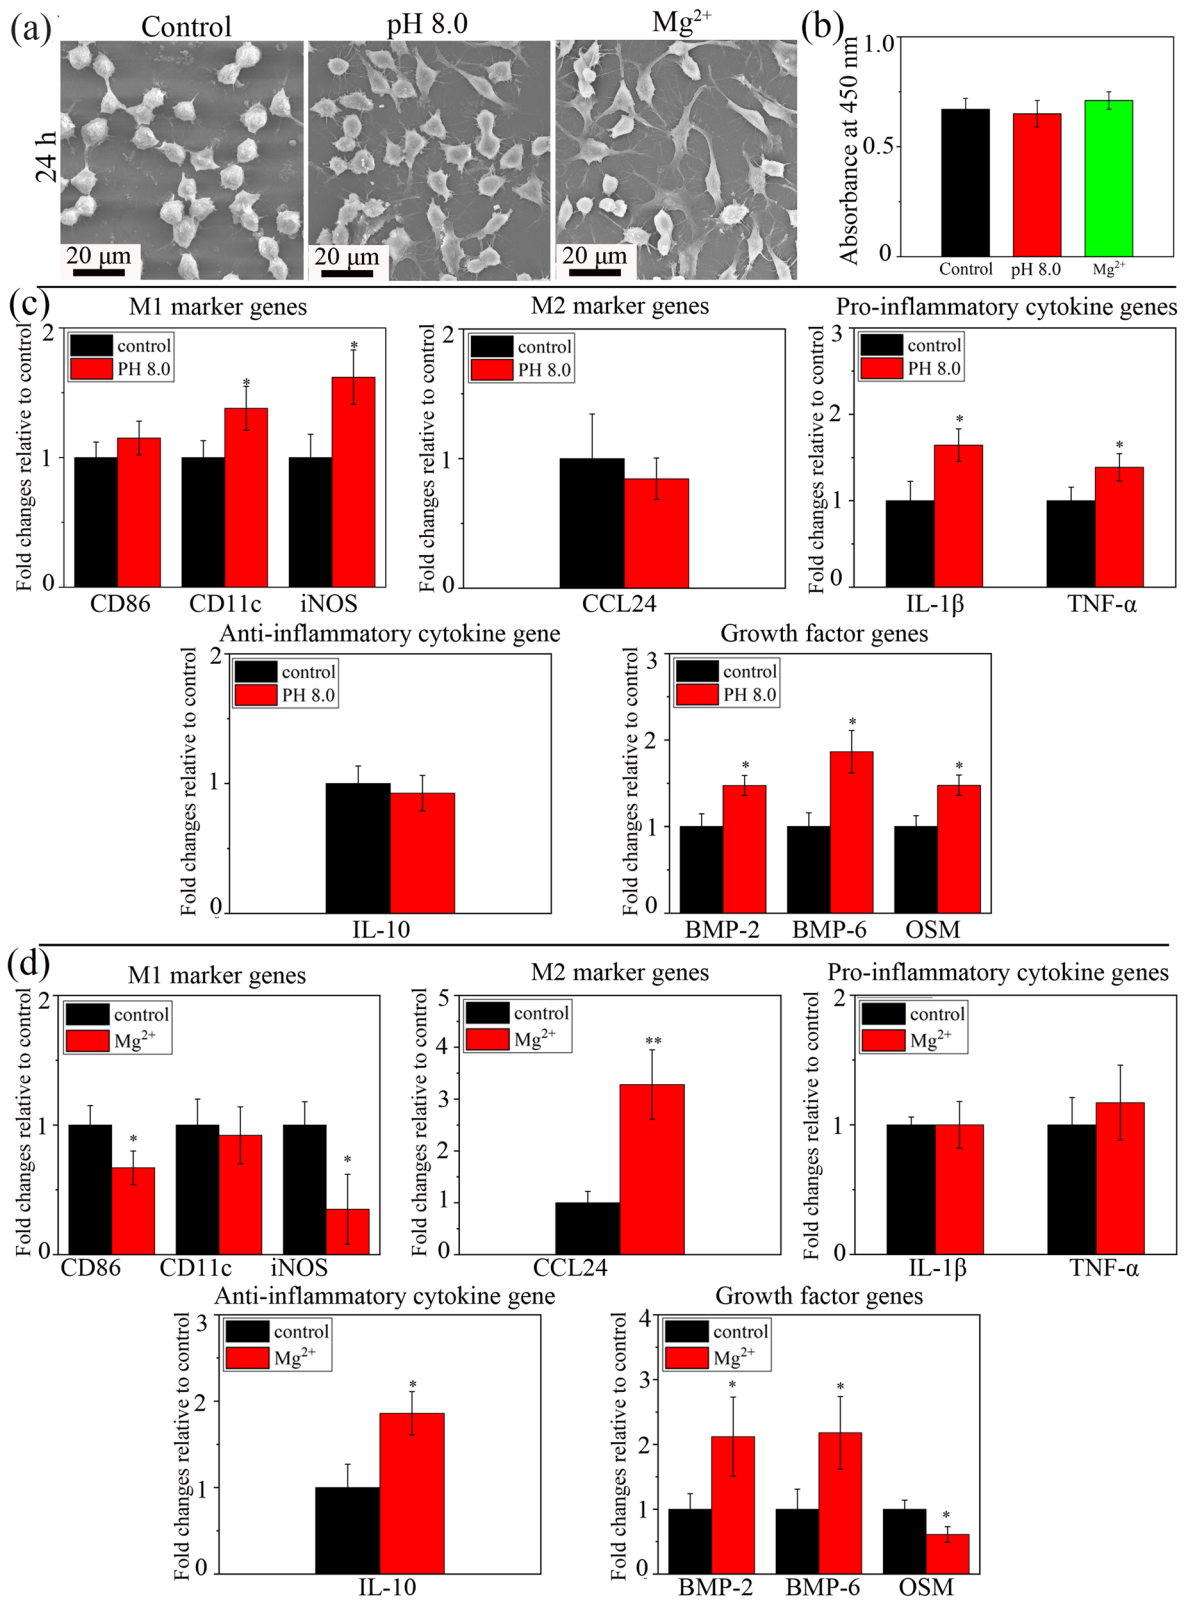 (a)
Control
pH 8.0
Mg²⁺
24 h
20 μm
20 μm
20 μm
(b)
Absorbance at 450 nm
1.0
0.5
0
Control
pH 8.0
Mg²⁺
(c)
M1 marker genes
Fold changes relative to control
2
1
0
control
PH 8.0
*
*
CD86
CD11c
iNOS
M2 marker genes
Fold changes relative to control
2
1
0
control
PH 8.0
CCL24
Pro-inflammatory cytokine genes
Fold changes relative to control
3
2
1
0
control
PH 8.0
*
*
IL-1β
TNF-α
Anti-inflammatory cytokine gene
Fold changes relative to control
2
1
0
control
PH 8.0
IL-10
Growth factor genes
Fold changes relative to control
3
2
1
0
control
PH 8.0
*
*
*
BMP-2
BMP-6
OSM
(d)
M1 marker genes
Fold changes relative to control
2
1
0
control
Mg²⁺
*
*
CD86
CD11c
iNOS
M2 marker genes
Fold changes relative to control
5
4
3
2
1
0
control
Mg²⁺
**
CCL24
Pro-inflammatory cytokine genes
Fold changes relative to control
2
1
0
control
Mg²⁺
IL-1β
TNF-α
Anti-inflammatory cytokine gene
Fold changes relative to control
3
2
1
0
control
Mg²⁺
*
IL-10
Growth factor genes
Fold changes relative to control
4
3
2
1
0
control
Mg²⁺
*
*
*
BMP-2
BMP-6
OSM